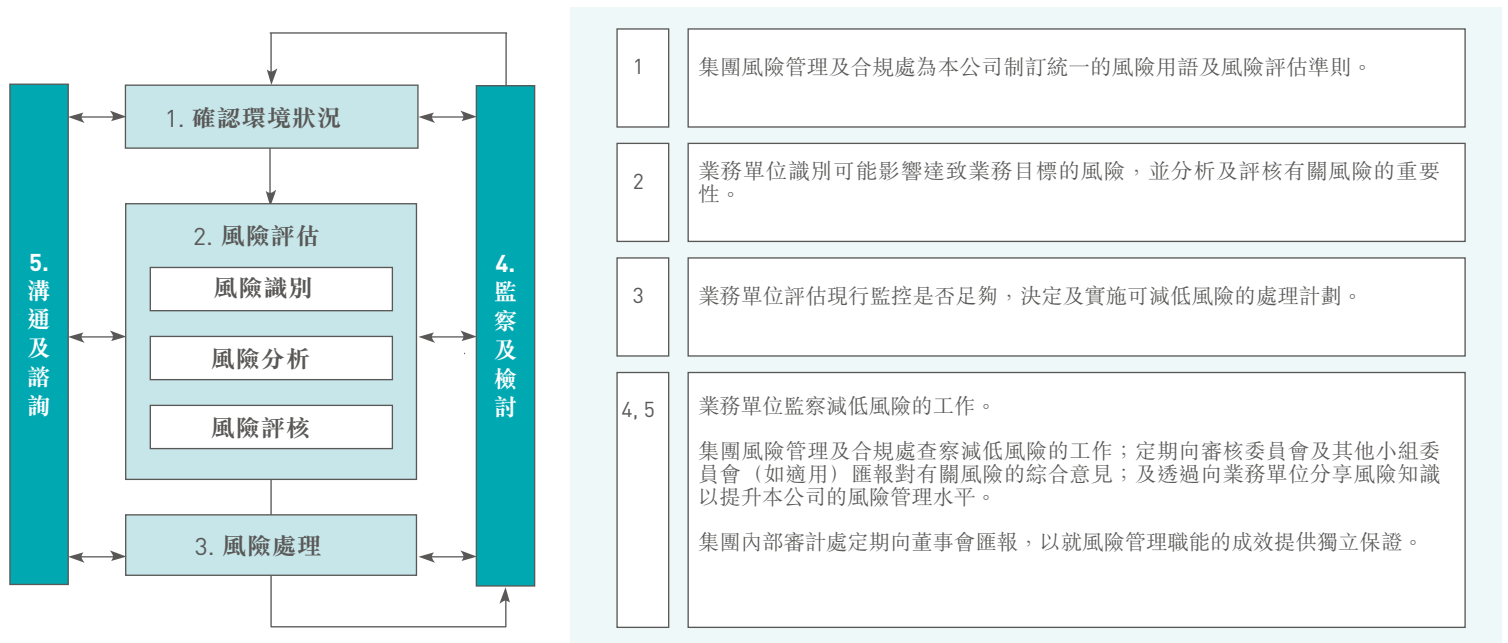 1. 確認環境狀況
2. 風險評估
風險識別
風險分析
風險評核
3. 風險處理
5. 溝通及諮詢
4. 監察及檢討
1
集團風險管理及合規處為本公司制訂統一的風險用語及風險評估準則。
2
業務單位識別可能影響達致業務目標的風險，並分析及評核有關風險的重要
性。
3
業務單位評估現行監控是否足夠，決定及實施可減低風險的處理計劃。
4, 5
業務單位監察減低風險的工作。
集團風險管理及合規處查察減低風險的工作；定期向審核委員會及其他小組委
員會（如適用）匯報對有關風險的綜合意見；及透過向業務單位分享風險知識
以提升本公司的風險管理水平。
集團內部審計處定期向董事會匯報，以就風險管理職能的成效提供獨立保證。